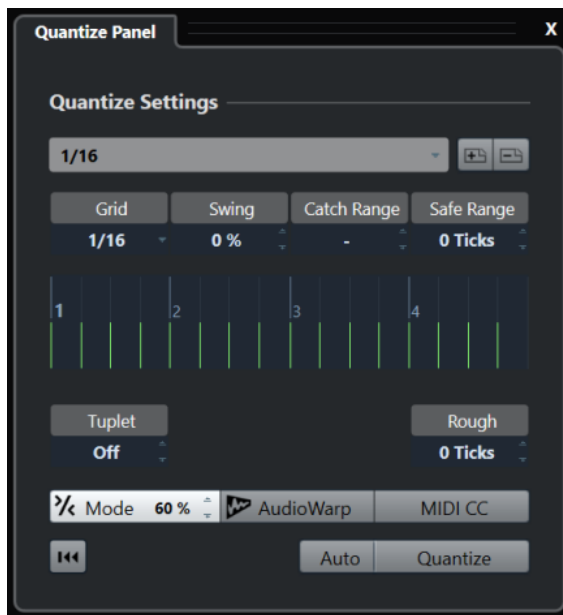 Quantize Panel X
Quantize Settings
1/16
Grid Swing Catch Range Safe Range
1/16 0 % - 0 Ticks
1 2 3 4
Tuplet Rough
Off 0 Ticks
Mode 60 % AudioWarp MIDI CC
Auto Quantize